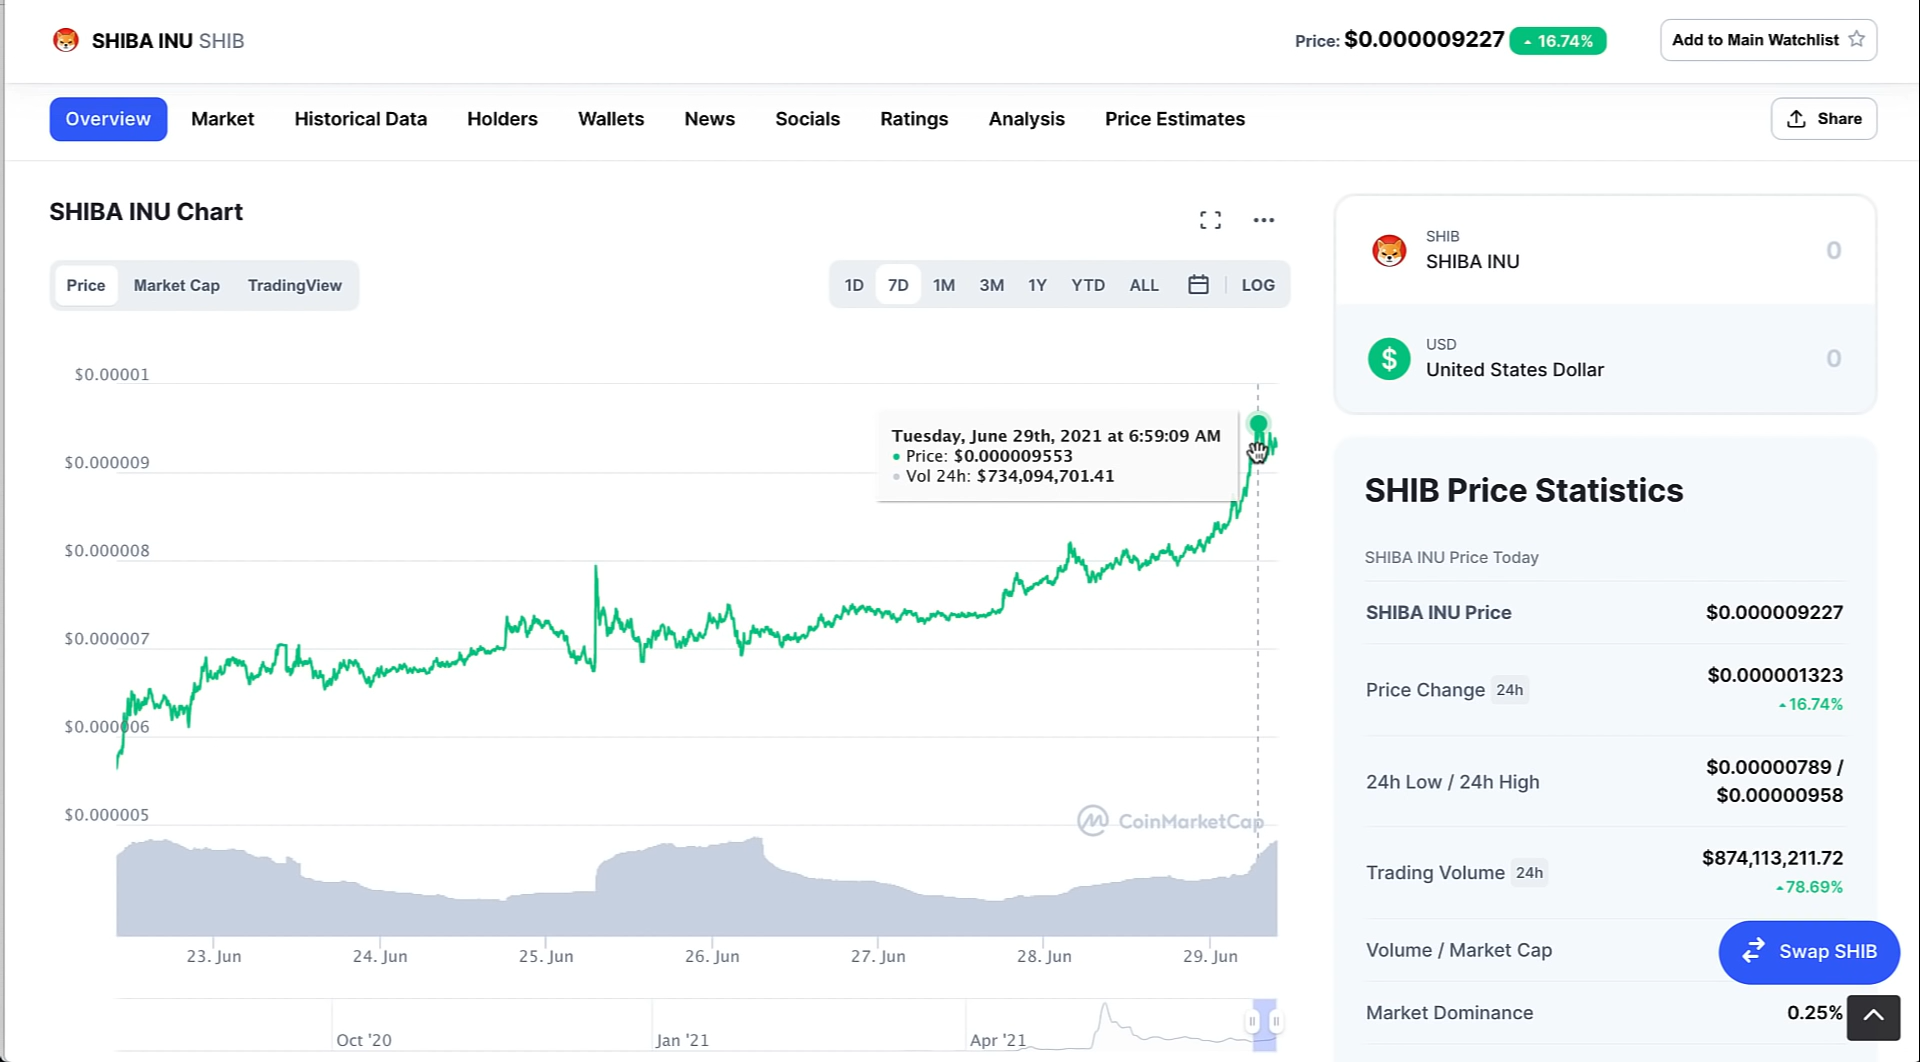 SHIBA INU SHIB
Price: $0.000009227 16.74%
Add to Main Watchlist
Overview Market Historical Data Holders Wallets News Socials Ratings Analysis Price Estimates
Share
SHIBA INU Chart
Price Market Cap TradingView
1D 7D 1M 3M 1Y YTD ALL LOG
$0.00001
$0.000009
$0.000008
$0.000007
$0.000006
$0.000005
Tuesday, June 29th, 2021 at 6:59:09 AM
Price: $0.000009553
Vol 24h: $734,094,701.41
CoinMarketCap
23. Jun 24. Jun 25. Jun 26. Jun 27. Jun 28. Jun 29. Jun
Oct '20 Jan '21 Apr '21
SHIB
SHIBA INU
0
$
USD
United States Dollar
0
SHIB Price Statistics
SHIBA INU Price Today
SHIBA INU Price $0.000009227
Price Change 24h $0.000001323
16.74%
24h Low / 24h High $0.00000789 /
$0.00000958
Trading Volume 24h $874,113,211.72
78.69%
Volume / Market Cap
Swap SHIB
Market Dominance 0.25%